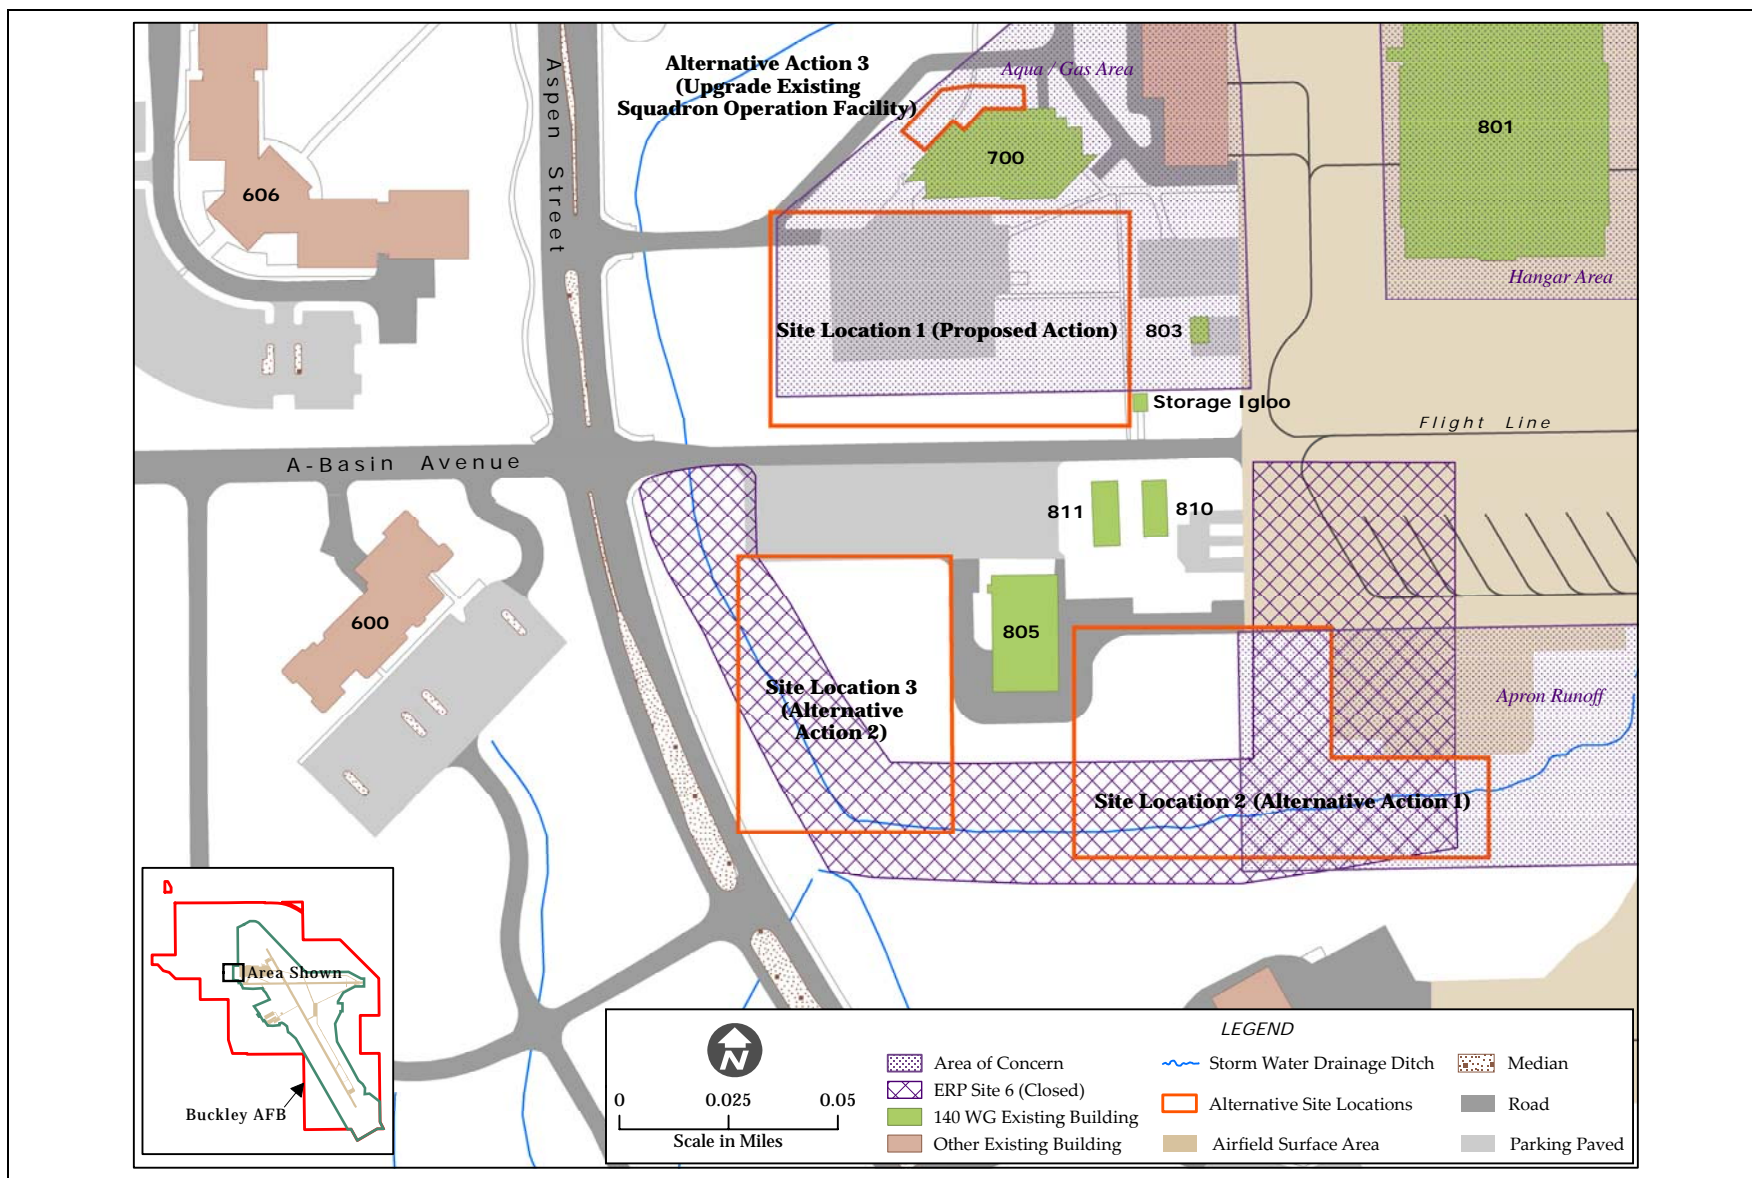 Alternative Action 3
(Upgrade Existing
Squadron Operation Facility)
Aqua / Gas Area
Aspen Street
700
801
606
Hangar Area
Site Location 1 (Proposed Action)
803
Storage Igloo
Flight Line
A-Basin Avenue
811
810
600
805
Site Location 3
(Alternative
Action 2)
Apron Runoff
Site Location 2 (Alternative Action 1)
Area Shown
Buckley AFB
N
0 0.025 0.05
Scale in Miles
LEGEND
Area of Concern
ERP Site 6 (Closed)
140 WG Existing Building
Other Existing Building
Storm Water Drainage Ditch
Alternative Site Locations
Airfield Surface Area
Median
Road
Parking Paved